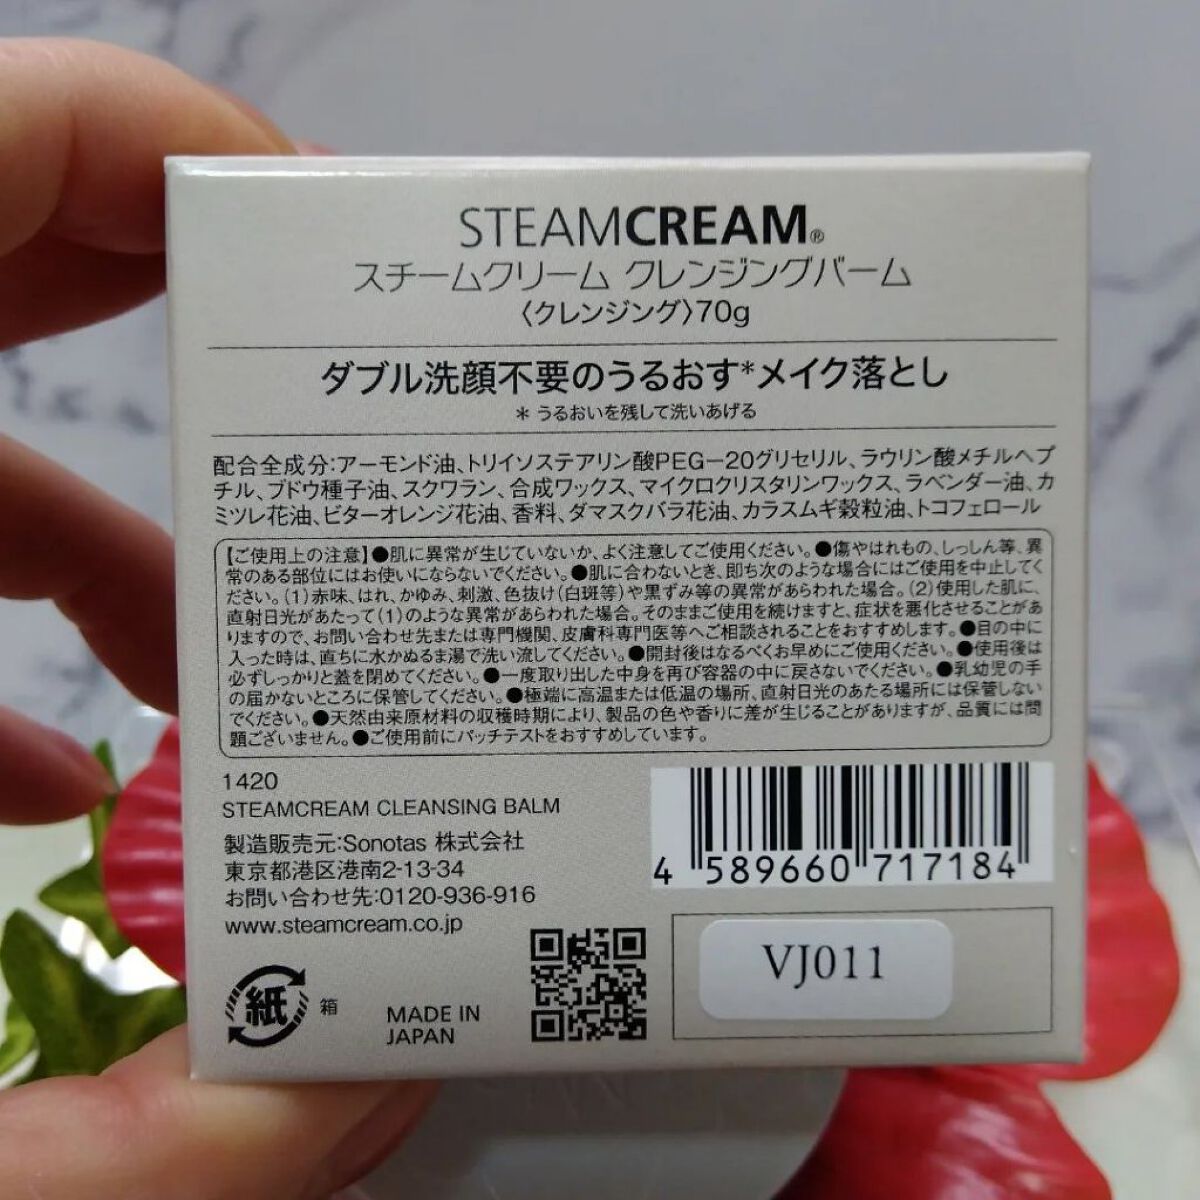 STEAMCREAM®
スチームクリーム クレンジングバーム
〈クレンジング〉70g
ダブル洗顔不要のうるおす*メイク落とし
* うるおいを残して洗いあげる
配合全成分:アーモンド油、トリイソステアリン酸PEG-20グリセリル、ラウリン酸メチルヘプ
チル、ブドウ種子油、スクワラン、合成ワックス、マイクロクリスタリンワックス、ラベンダー油、カ
ミツレ花油、ビターオレンジ花油、香料、ダマスクバラ花油、カラスムギ穀粒油、トコフェロール
【ご使用上の注意】●肌に異常が生じていないか、よく注意してご使用ください。●傷やはれもの、しっしん等、異
常のある部位にはお使いにならないでください。●肌に合わないとき、即ち次のような場合にはご使用を中止してく
ださい。(1)赤味、はれ、かゆみ、刺激、色抜け(白斑等)や黒ずみ等の異常があらわれた場合。(2)使用した肌に、
直射日光があたって(1)のような異常があらわれた場合。そのままご使用を続けますと、症状を悪化させることがあ
りますので、お問い合わせ先または専門機関、皮膚科専門医等へご相談されることをおすすめします。●目の中に
入った時は、直ちに水かぬるま湯で洗い流してください。●開封後はなるべくお早めにご使用ください。●使用後は
必ずしっかりと蓋を閉めてください。●一度取り出した中身を再び容器の中に戻さないでください。●乳幼児の手
の届かないところに保管してください。●極端に高温または低温の場所、直射日光のあたる場所には保管しない
でください。●天然由来原材料の収穫時期により、製品の色や香りに差が生じることがありますが、品質には問
題ございません。●ご使用前にパッチテストをおすすめしています。
1420
STEAMCREAM CLEANSING BALM
製造販売元:Sonotas 株式会社
東京都港区港南2-13-34
お問い合わせ先:0120-936-916
www.steamcream.co.jp
4 589660 717184
紙 箱
MADE IN
JAPAN
VJ011